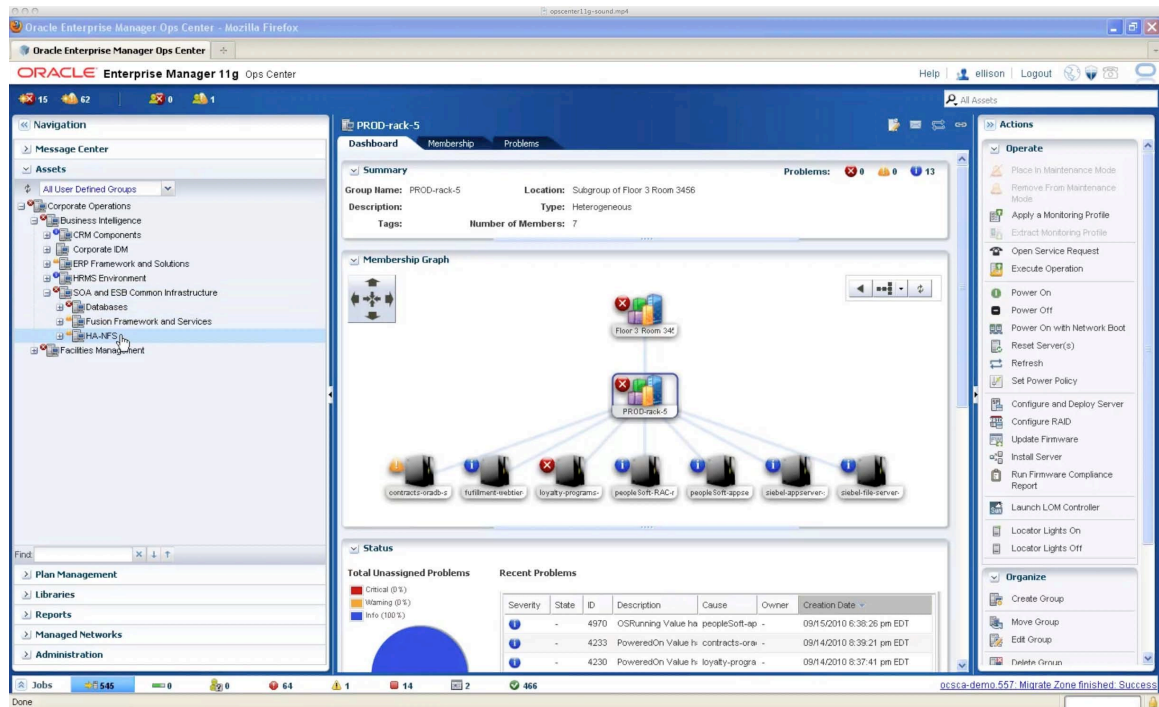 opscenter11g-sound.mp4
Oracle Enterprise Manager Ops Center - Mozilla Firefox
Oracle Enterprise Manager Ops Center
ORACLE Enterprise Manager 11g Ops Center
Help ellison Logout
15 62 0 1
All Assets
Navigation
Message Center
Assets
All User Defined Groups
Corporate Operations
Business Intelligence
CRM Components
Corporate IDM
ERP Framework and Solutions
HRMS Environment
SOA and ESB Common Infrastructure
Databases
Fusion Framework and Services
HA-NFS
Facilities Management
Find:
Plan Management
Libraries
Reports
Managed Networks
Administration
PROD-rack-5
Dashboard Membership Problems
Summary
Problems: 0 0 13
Group Name: PROD-rack-5 Location: Subgroup of Floor 3 Room 3456
Description: Type: Heterogeneous
Tags: Number of Members: 7
Membership Graph
Floor 3 Room 345
PROD-rack-5
contracts-oradb-s fufillment-webtier loyalty-programs- peopleSoft-RAC-r peopleSoft-appse siebel-appserver- siebel-file-server-
Status
Total Unassigned Problems
Critical (0%)
Warning (0%)
Info (100%)
Recent Problems
Severity State ID Description Cause Owner Creation Date
- 4970 OSRunning Value ha peopleSoft-ap - 09/15/2010 6:38:26 pm EDT
- 4233 PoweredOn Value h contracts-ora - 09/14/2010 8:39:21 pm EDT
- 4230 PoweredOn Value h loyalty-progra - 09/14/2010 8:37:41 pm EDT
Actions
Operate
Place in Maintenance Mode
Remove From Maintenance Mode
Apply a Monitoring Profile
Extract Monitoring Profile
Open Service Request
Execute Operation
Power On
Power Off
Power On with Network Boot
Reset Server(s)
Refresh
Set Power Policy
Configure and Deploy Server
Configure RAID
Update Firmware
Install Server
Run Firmware Compliance Report
Launch LOM Controller
Locator Lights On
Locator Lights Off
Organize
Create Group
Move Group
Edit Group
Delete Group
Jobs 545 0 0 64 1 14 2 466
ocsca-demo.557: Migrate Zone finished: Success
Done